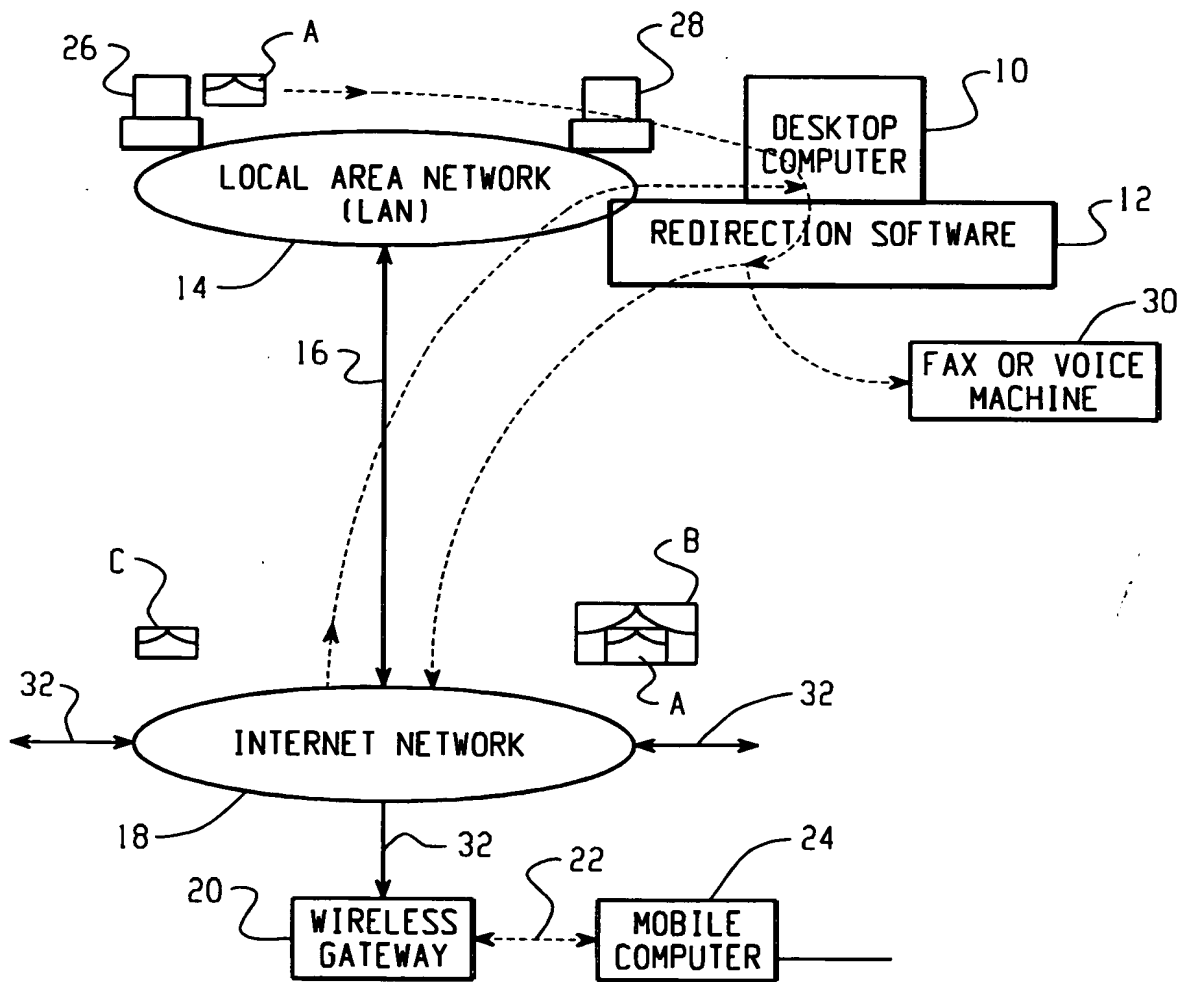 26
A
28
10
DESKTOP
COMPUTER
LOCAL AREA NETWORK
(LAN)
12
REDIRECTION SOFTWARE
14
30
16
FAX OR VOICE
MACHINE
C
B
32
A
32
INTERNET NETWORK
18
32
24
20
22
WIRELESS
GATEWAY
MOBILE
COMPUTER